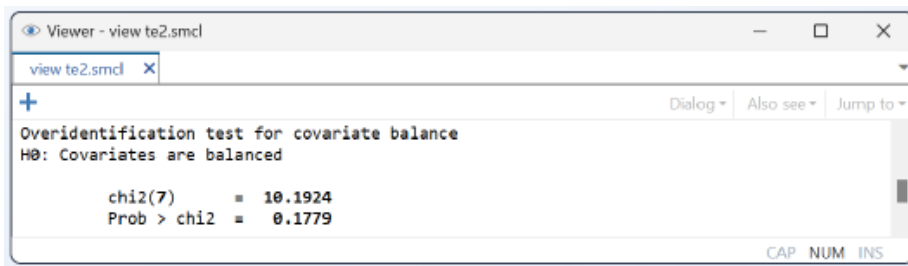 Viewer - view te2.smcl
view te2.smcl
Dialog Also see Jump to
Overidentification test for covariate balance
H0: Covariates are balanced
chi2(7) = 10.1924
Prob > chi2 = 0.1779
CAP NUM INS